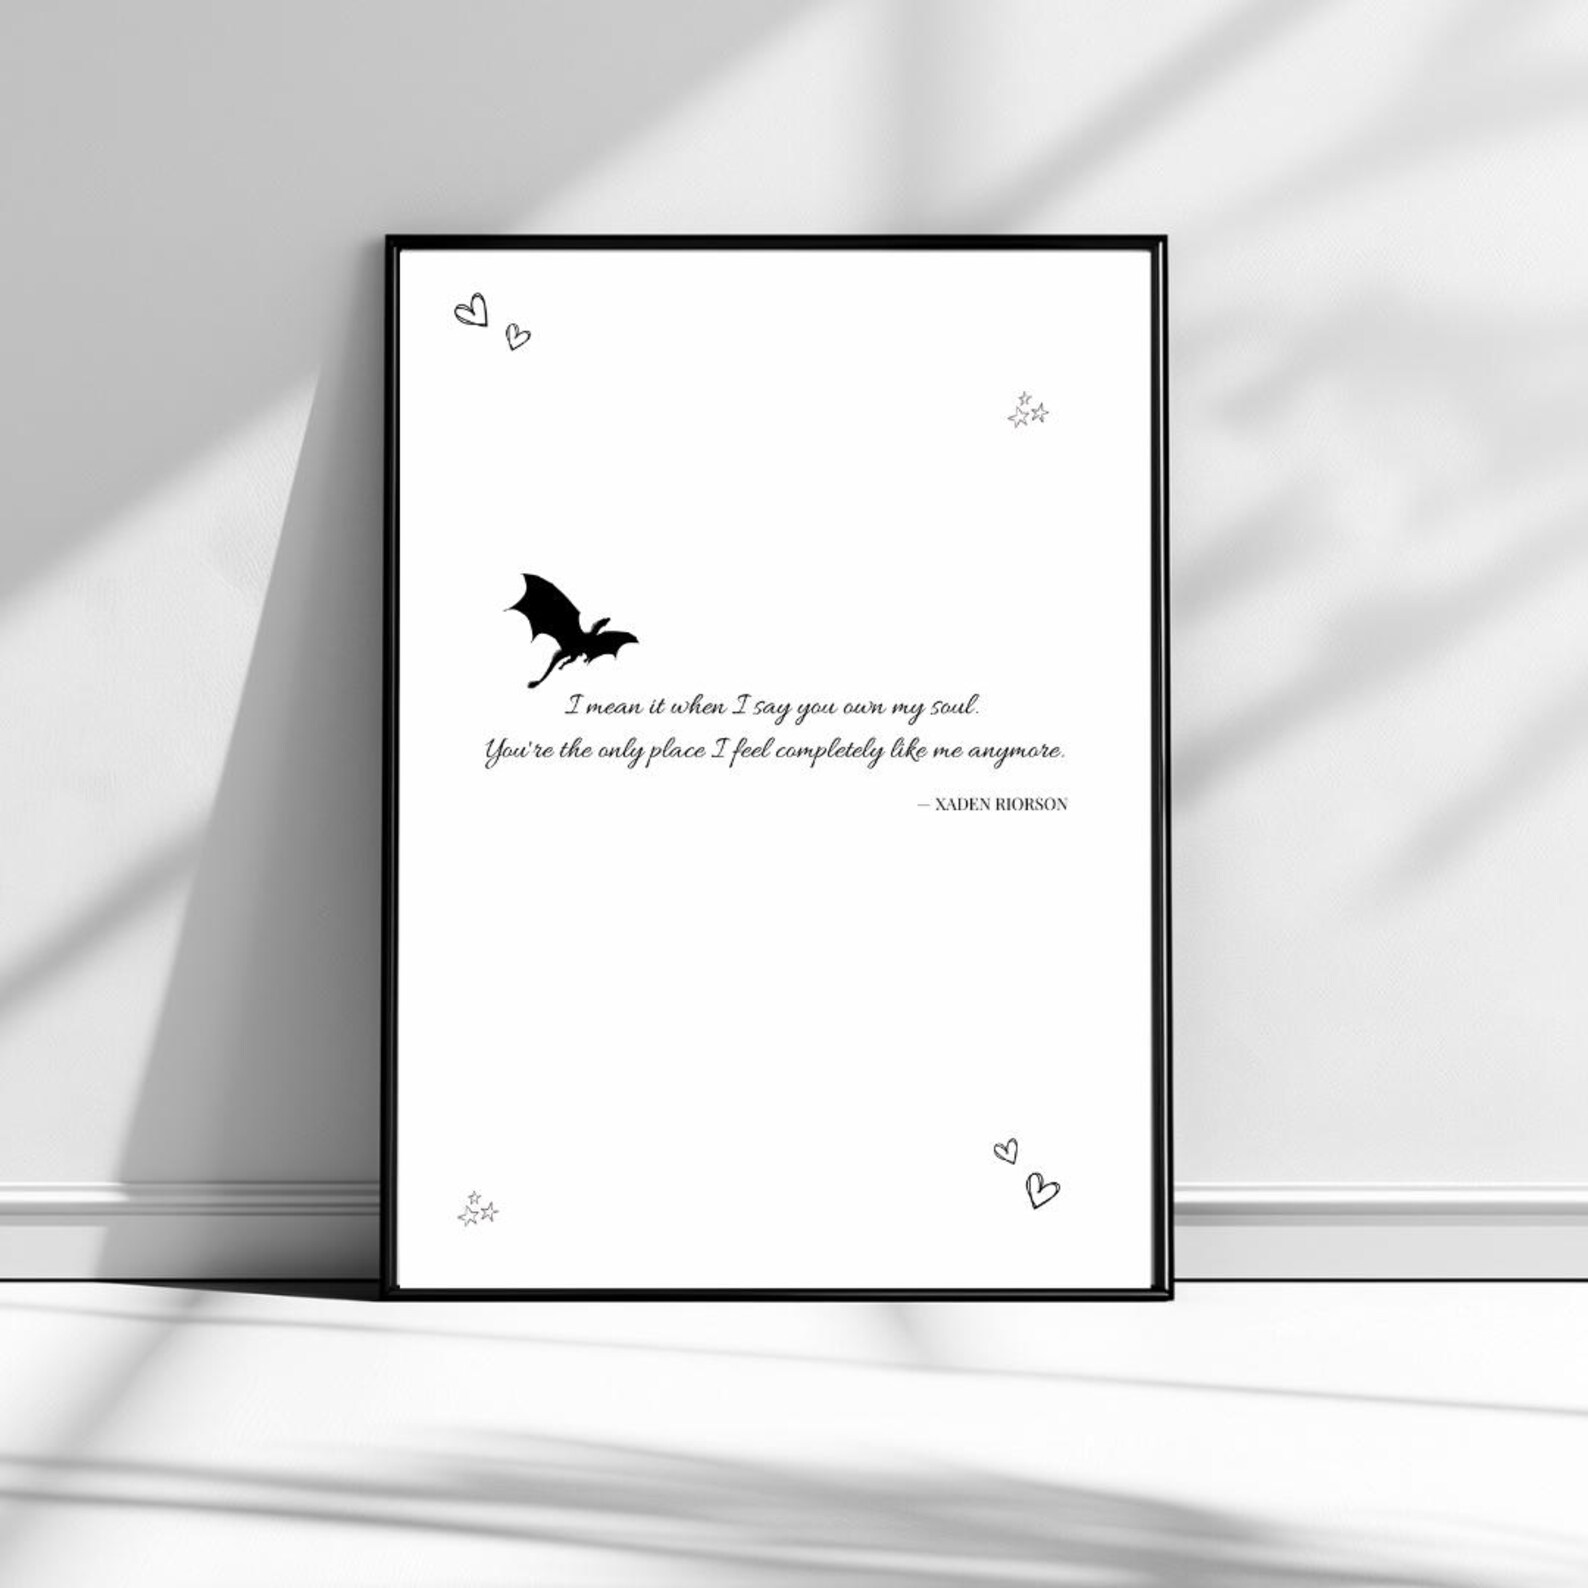 I mean it when I say you own my soul.
You're the only place I feel completely like me anymore.
— XADEN RIORSON